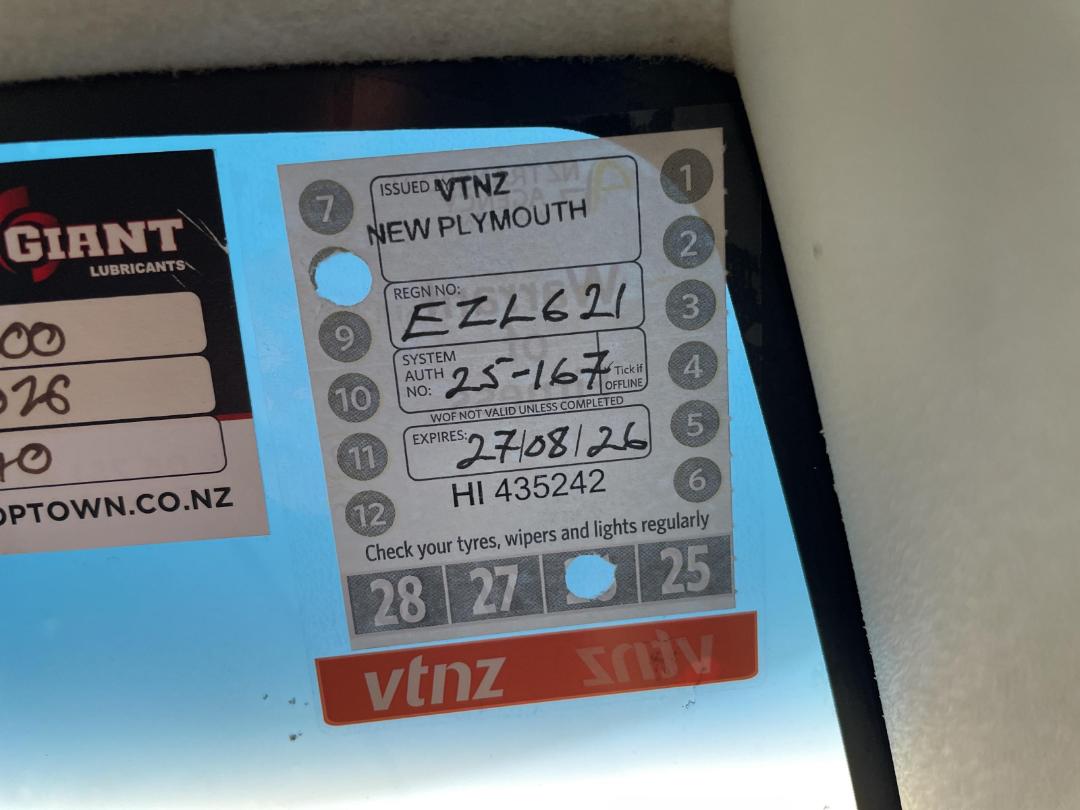 GIANT
LUBRICANTS
00
026
40
OPTOWN.CO.NZ
7
9
10
11
12
ISSUED VTNZ
NEW PLYMOUTH
REGN NO:
EZL621
SYSTEM
AUTH
NO:
25-167
Tick if
OFFLINE
WOF NOT VALID UNLESS COMPLETED
EXPIRES: 27/08/26
HI 435242
1
2
3
4
5
6
Check your tyres, wipers and lights regularly
28 27 25
vtnz
vtnz